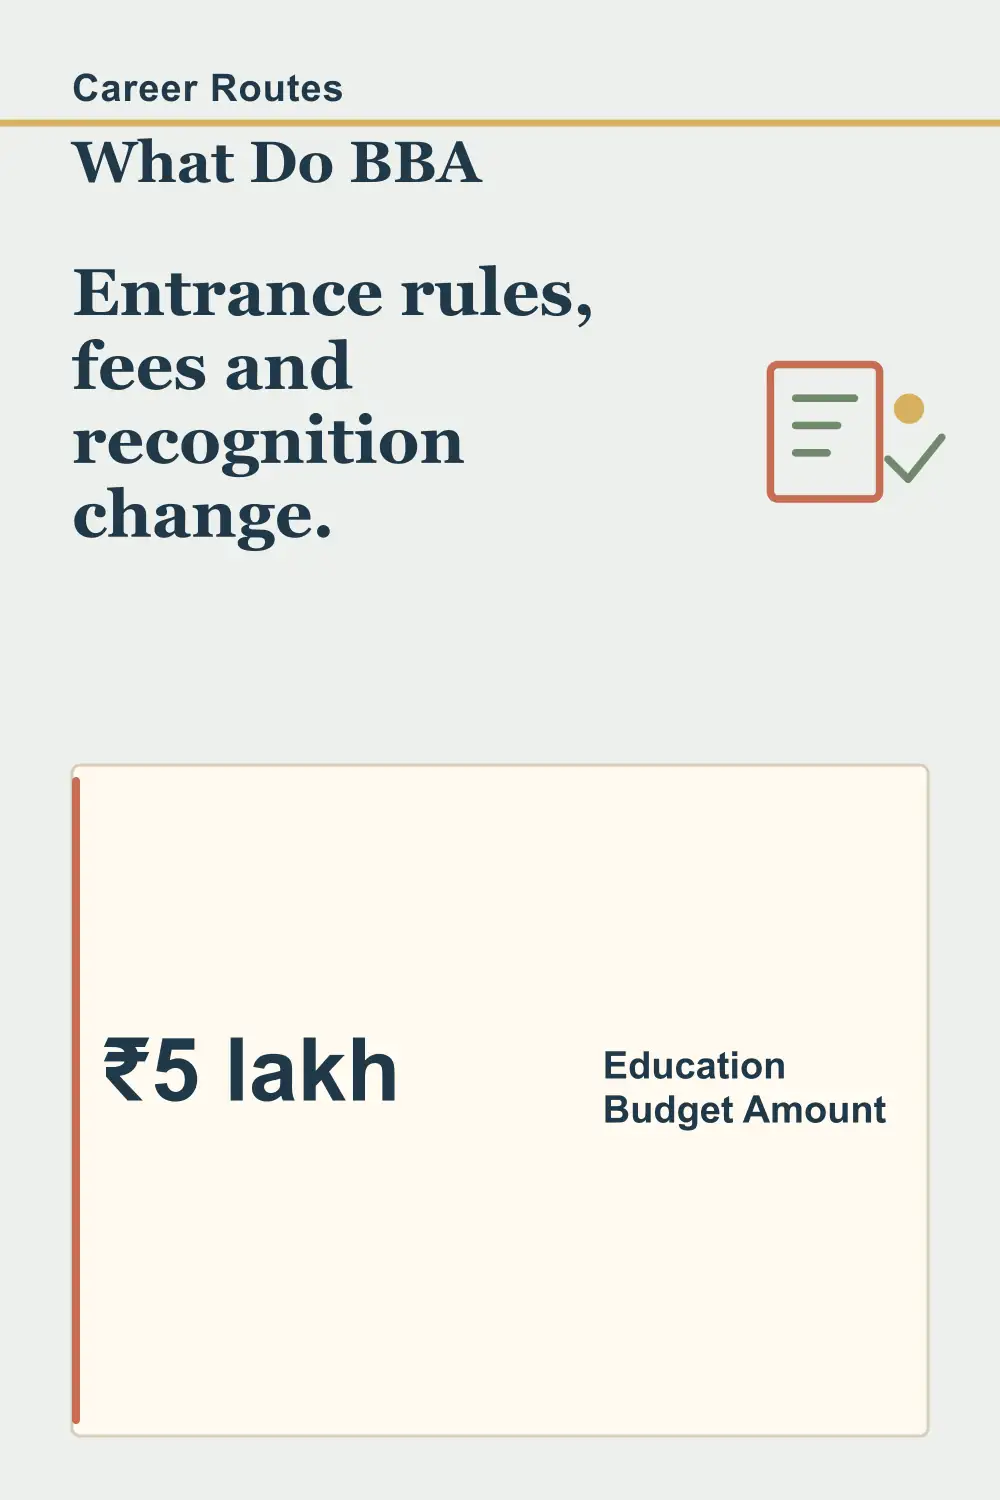 Career Routes
What Do BBA
Entrance rules,
fees and
recognition
change.
₹5 lakh
Education
Budget Amount